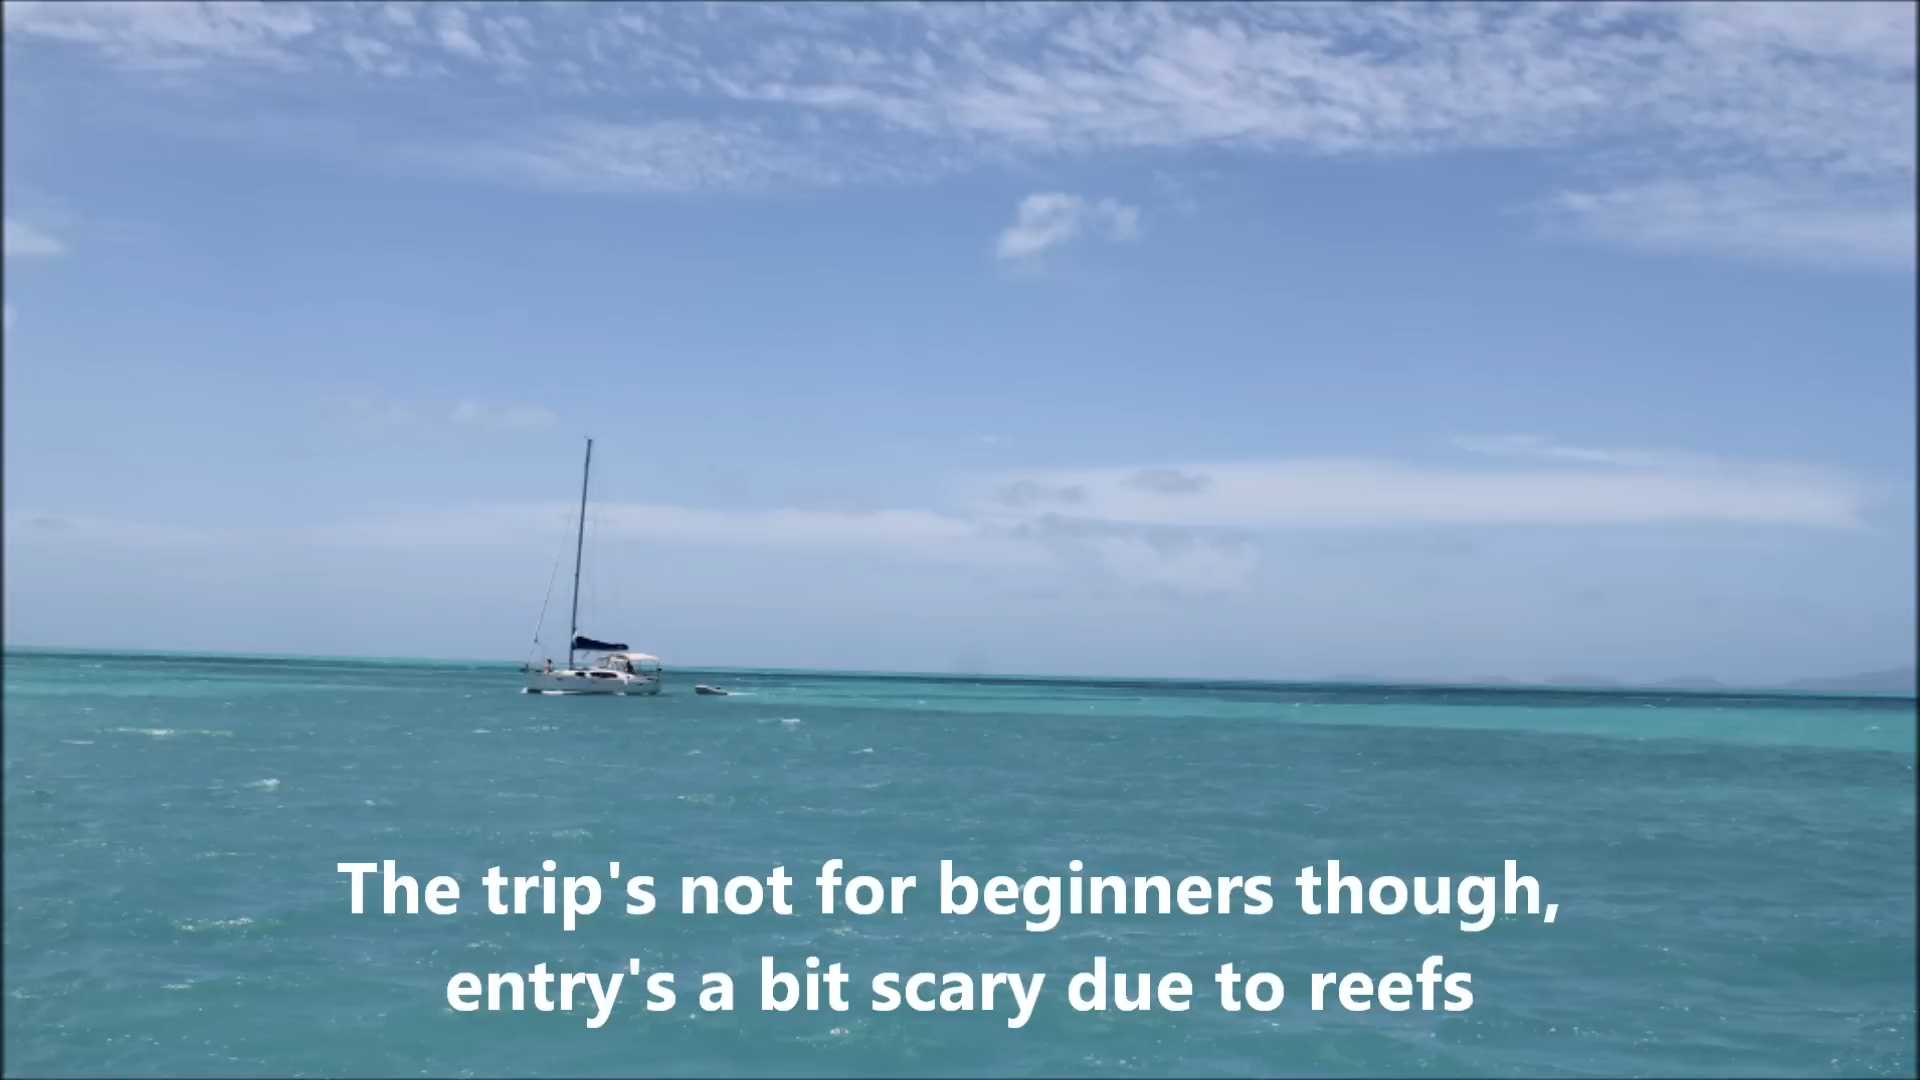 The trip's not for beginners though,
entry's a bit scary due to reefs